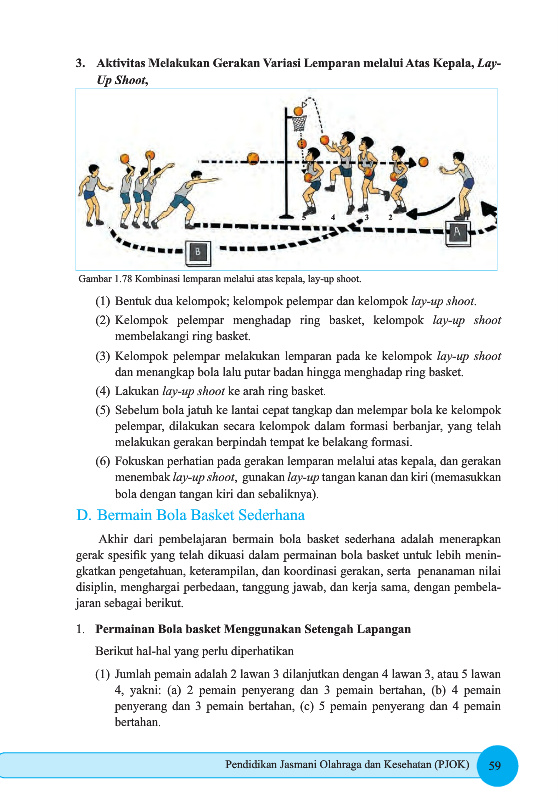 3. Aktivitas Melakukan Gerakan Variasi Lemparan melalui Atas Kepala, Lay-
Up Shoot,
5 4 3 2
A
B
Gambar 1.78 Kombinasi lemparan melalui atas kepala, lay-up shoot.
(1) Bentuk dua kelompok; kelompok pelempar dan kelompok lay-up shoot.
(2) Kelompok pelempar menghadap ring basket, kelompok lay-up shoot
membelakangi ring basket.
(3) Kelompok pelempar melakukan lemparan pada ke kelompok lay-up shoot
dan menangkap bola lalu putar badan hingga menghadap ring basket.
(4) Lakukan lay-up shoot ke arah ring basket.
(5) Sebelum bola jatuh ke lantai cepat tangkap dan melempar bola ke kelompok
pelempar, dilakukan secara kelompok dalam formasi berbanjar, yang telah
melakukan gerakan berpindah tempat ke belakang formasi.
(6) Fokuskan perhatian pada gerakan lemparan melalui atas kepala, dan gerakan
menembak lay-up shoot, gunakan lay-up tangan kanan dan kiri (memasukkan
bola dengan tangan kiri dan sebaliknya).
D. Bermain Bola Basket Sederhana
Akhir dari pembelajaran bermain bola basket sederhana adalah menerapkan
gerak spesifik yang telah dikuasi dalam permainan bola basket untuk lebih menin-
gkatkan pengetahuan, keterampilan, dan koordinasi gerakan, serta penanaman nilai
disiplin, menghargai perbedaan, tanggung jawab, dan kerja sama, dengan pembela-
jaran sebagai berikut.
1. Permainan Bola basket Menggunakan Setengah Lapangan
Berikut hal-hal yang perlu diperhatikan
(1) Jumlah pemain adalah 2 lawan 3 dilanjutkan dengan 4 lawan 3, atau 5 lawan
4, yakni: (a) 2 pemain penyerang dan 3 pemain bertahan, (b) 4 pemain
penyerang dan 3 pemain bertahan, (c) 5 pemain penyerang dan 4 pemain
bertahan.
Pendidikan Jasmani Olahraga dan Kesehatan (PJOK) 59